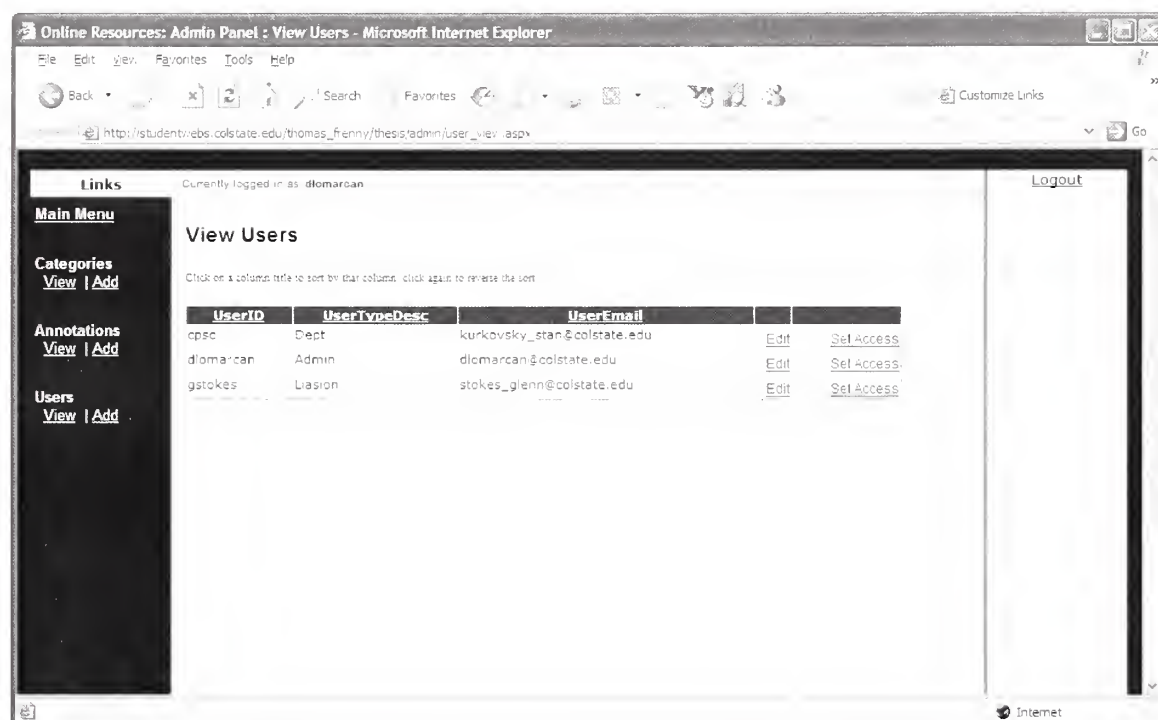 Online Resources: Admin Panel : View Users - Microsoft Internet Explorer
File Edit View Favorites Tools Help
Back Search Favorites Customize Links
http://studentwebs.colstate.edu/thomas_frenny/thesis/admin/user_view.aspx Go
Links
Currently logged in as: dlomarcan
Logout
Main Menu
View Users
Categories
View | Add
Click on a column title to sort by that column, click again to reverse the sort
UserID UserTypeDesc UserEmail
cpsc Dept kurkovsky_stan@colstate.edu Edit Set Access
dlomarcan Admin dlomarcan@colstate.edu Edit Set Access
gstokes Liasion stokes_glenn@colstate.edu Edit Set Access
Annotations
View | Add
Users
View | Add
Internet